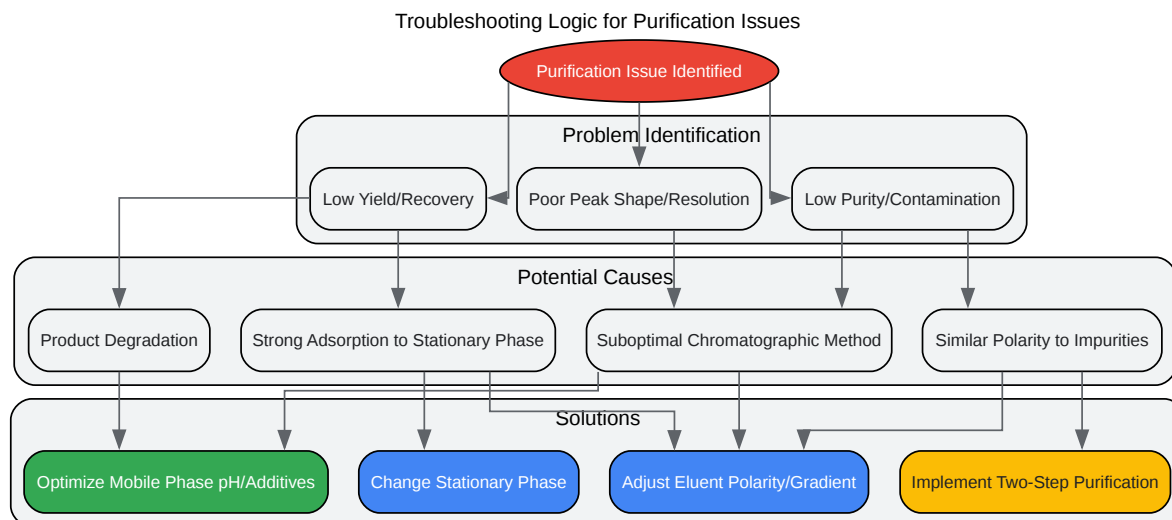 Troubleshooting Logic for Purification Issues
Purification Issue Identified
Problem Identification
Low Yield/Recovery
Poor Peak Shape/Resolution
Low Purity/Contamination
Potential Causes
Product Degradation
Strong Adsorption to Stationary Phase
Suboptimal Chromatographic Method
Similar Polarity to Impurities
Solutions
Optimize Mobile Phase pH/Additives
Change Stationary Phase
Adjust Eluent Polarity/Gradient
Implement Two-Step Purification